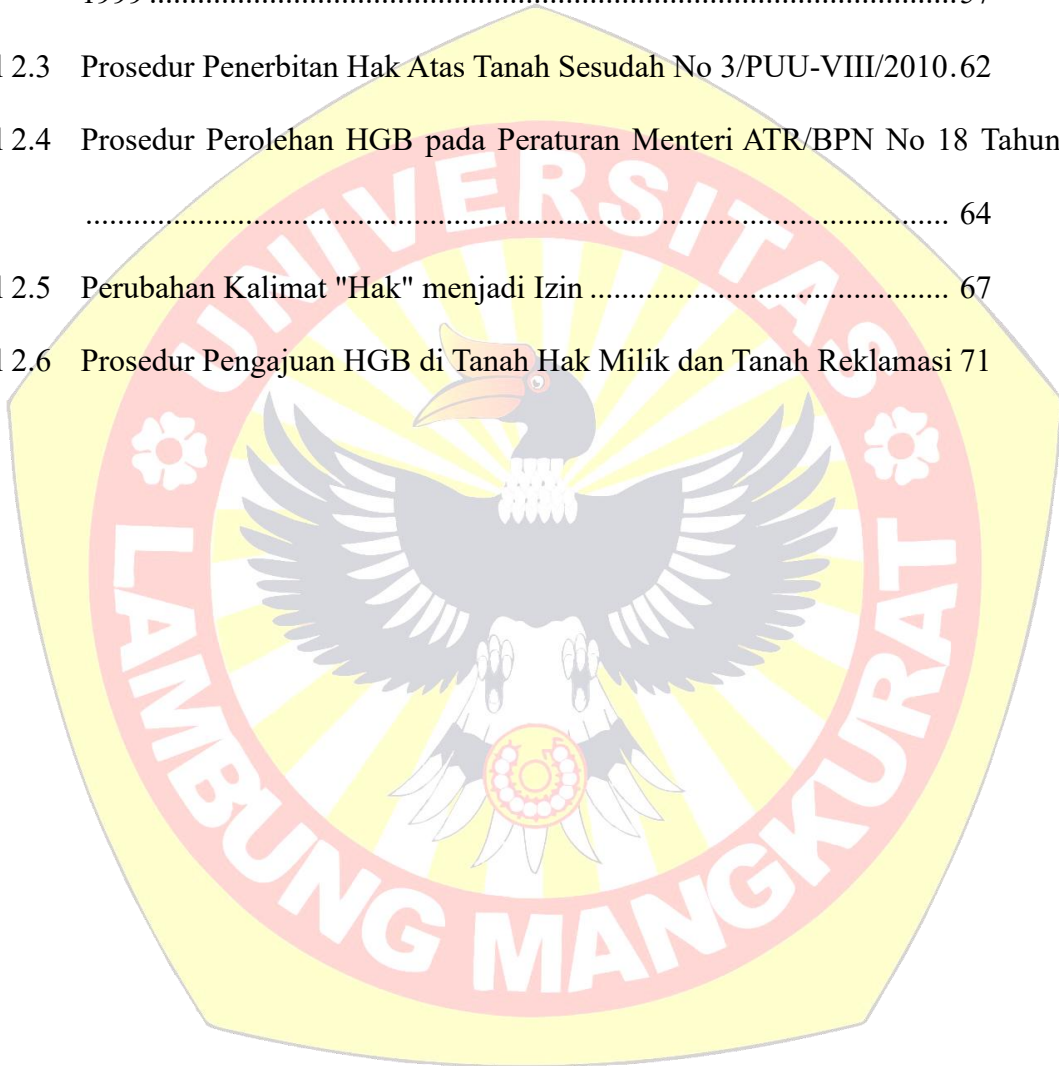 1999 ........................................................................................................ 57
l 2.3 Prosedur Penerbitan Hak Atas Tanah Sesudah No 3/PUU-VIII/2010.62
l 2.4 Prosedur Perolehan HGB pada Peraturan Menteri ATR/BPN No 18 Tahun
............................................................................................................ 64
l 2.5 Perubahan Kalimat "Hak" menjadi Izin ............................................. 67
l 2.6 Prosedur Pengajuan HGB di Tanah Hak Milik dan Tanah Reklamasi 71
UNIVERSITAS
LAMBUNG MANGKURAT